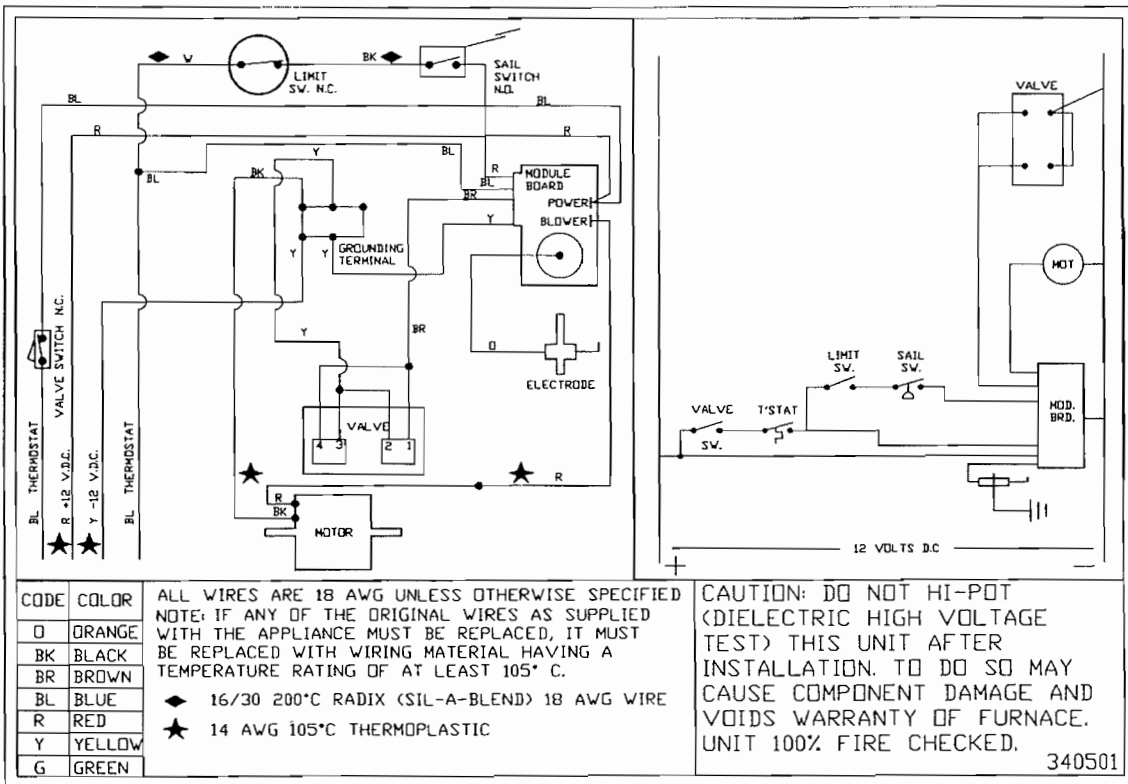 W
LIMIT
SW. N.C.
BK
SAIL
SWITCH
N.O.
BL
BL
R
R
BL
BK
Y
BL
R
BL
BR
MODULE
BOARD
POWER
BLOWER
Y
Y
Y
GROUNDING
TERMINAL
Y
BR
O
ELECTRODE
VALVE
4 3 2 1
R
BK
MOTOR
R
BL THERMOSTAT
VALVE SWITCH N.C.
R +12 V.D.C.
Y -12 V.D.C.
BL THERMOSTAT
VALVE
MOT
LIMIT
SW.
SAIL
SW.
VALVE
SW.
T'STAT
MOD.
BRD.
12 VOLTS D.C
+
-
CODE COLOR
O ORANGE
BK BLACK
BR BROWN
BL BLUE
R RED
Y YELLOW
G GREEN
ALL WIRES ARE 18 AWG UNLESS OTHERWISE SPECIFIED
NOTE: IF ANY OF THE ORIGINAL WIRES AS SUPPLIED
WITH THE APPLIANCE MUST BE REPLACED, IT MUST
BE REPLACED WITH WIRING MATERIAL HAVING A
TEMPERATURE RATING OF AT LEAST 105° C.
16/30 200°C RADIX (SIL-A-BLEND) 18 AWG WIRE
14 AWG 105°C THERMOPLASTIC
CAUTION: DO NOT HI-POT
(DIELECTRIC HIGH VOLTAGE
TEST) THIS UNIT AFTER
INSTALLATION. TO DO SO MAY
CAUSE COMPONENT DAMAGE AND
VOIDS WARRANTY OF FURNACE.
UNIT 100% FIRE CHECKED.
340501